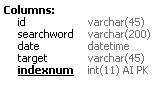 Columns:
id varchar(45)
searchword varchar(200)
date datetime
target varchar(45)
indexnum int(11) AI PK